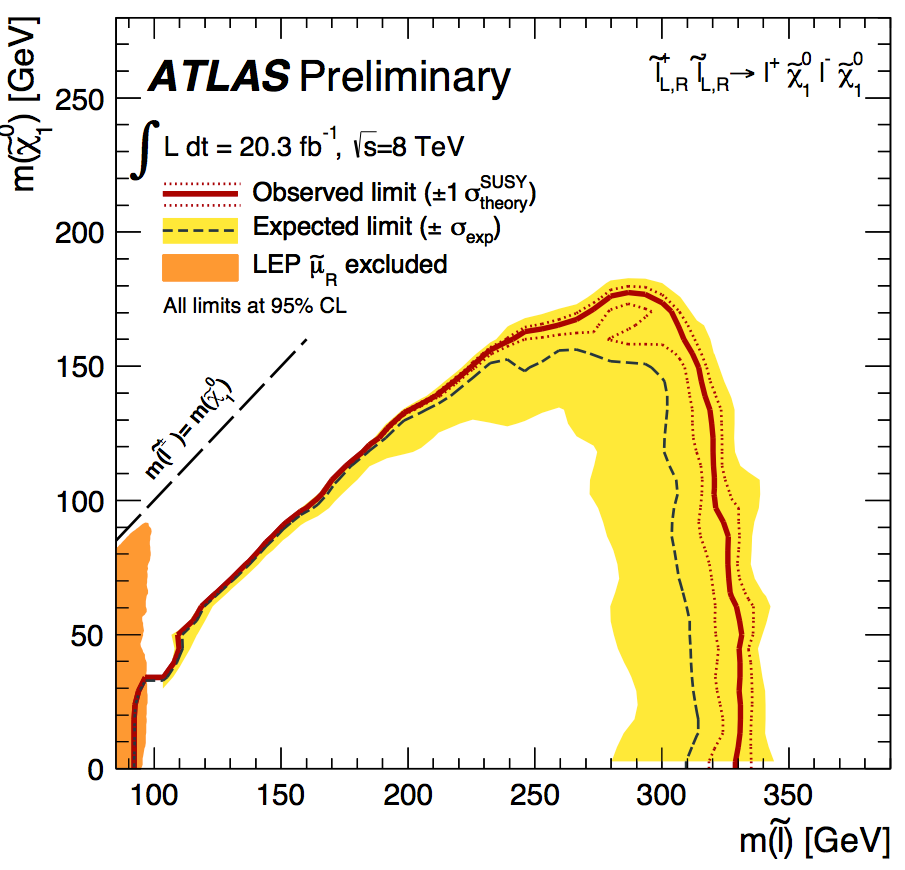 ATLAS Preliminary
l̃⁺L,R l̃⁻L,R → l⁺ χ̃⁰₁ l⁻ χ̃⁰₁
∫ L dt = 20.3 fb⁻¹, √s=8 TeV
Observed limit (±1 σ^SUSY_theory)
Expected limit (± σ_exp)
LEP μ̃_R excluded
All limits at 95% CL
m(l̃±)= m(χ̃⁰₁)
m(χ̃⁰₁) [GeV]
250
200
150
100
50
0
100 150 200 250 300 350
m(l̃) [GeV]